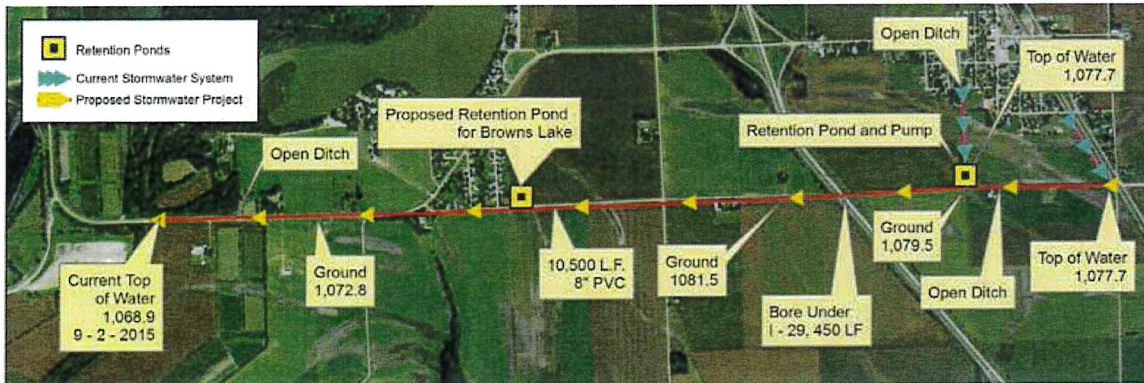 Retention Ponds
Current Stormwater System
Proposed Stormwater Project
Open Ditch
Top of Water
1,077.7
Proposed Retention Pond
for Browns Lake
Retention Pond and Pump
Open Ditch
Current Top
of Water
1,068.9
9 - 2 - 2015
Ground
1,072.8
10,500 L.F.
8" PVC
Ground
1081.5
Bore Under
I - 29, 450 LF
Ground
1,079.5
Open Ditch
Top of Water
1,077.7